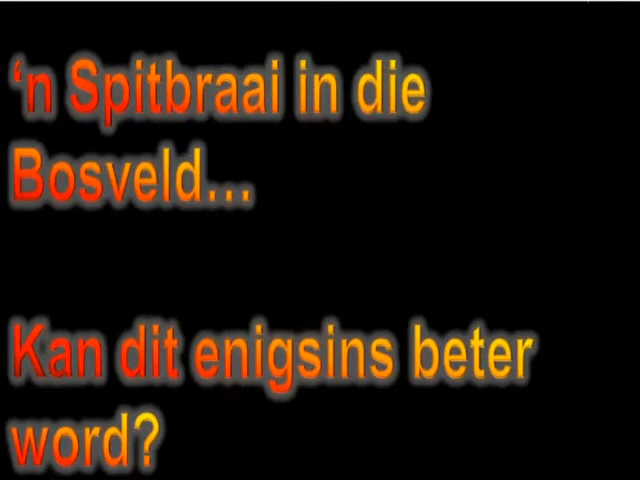 ‘n Spitbraai in die
Bosveld...
Kan dit enigsins beter
word?